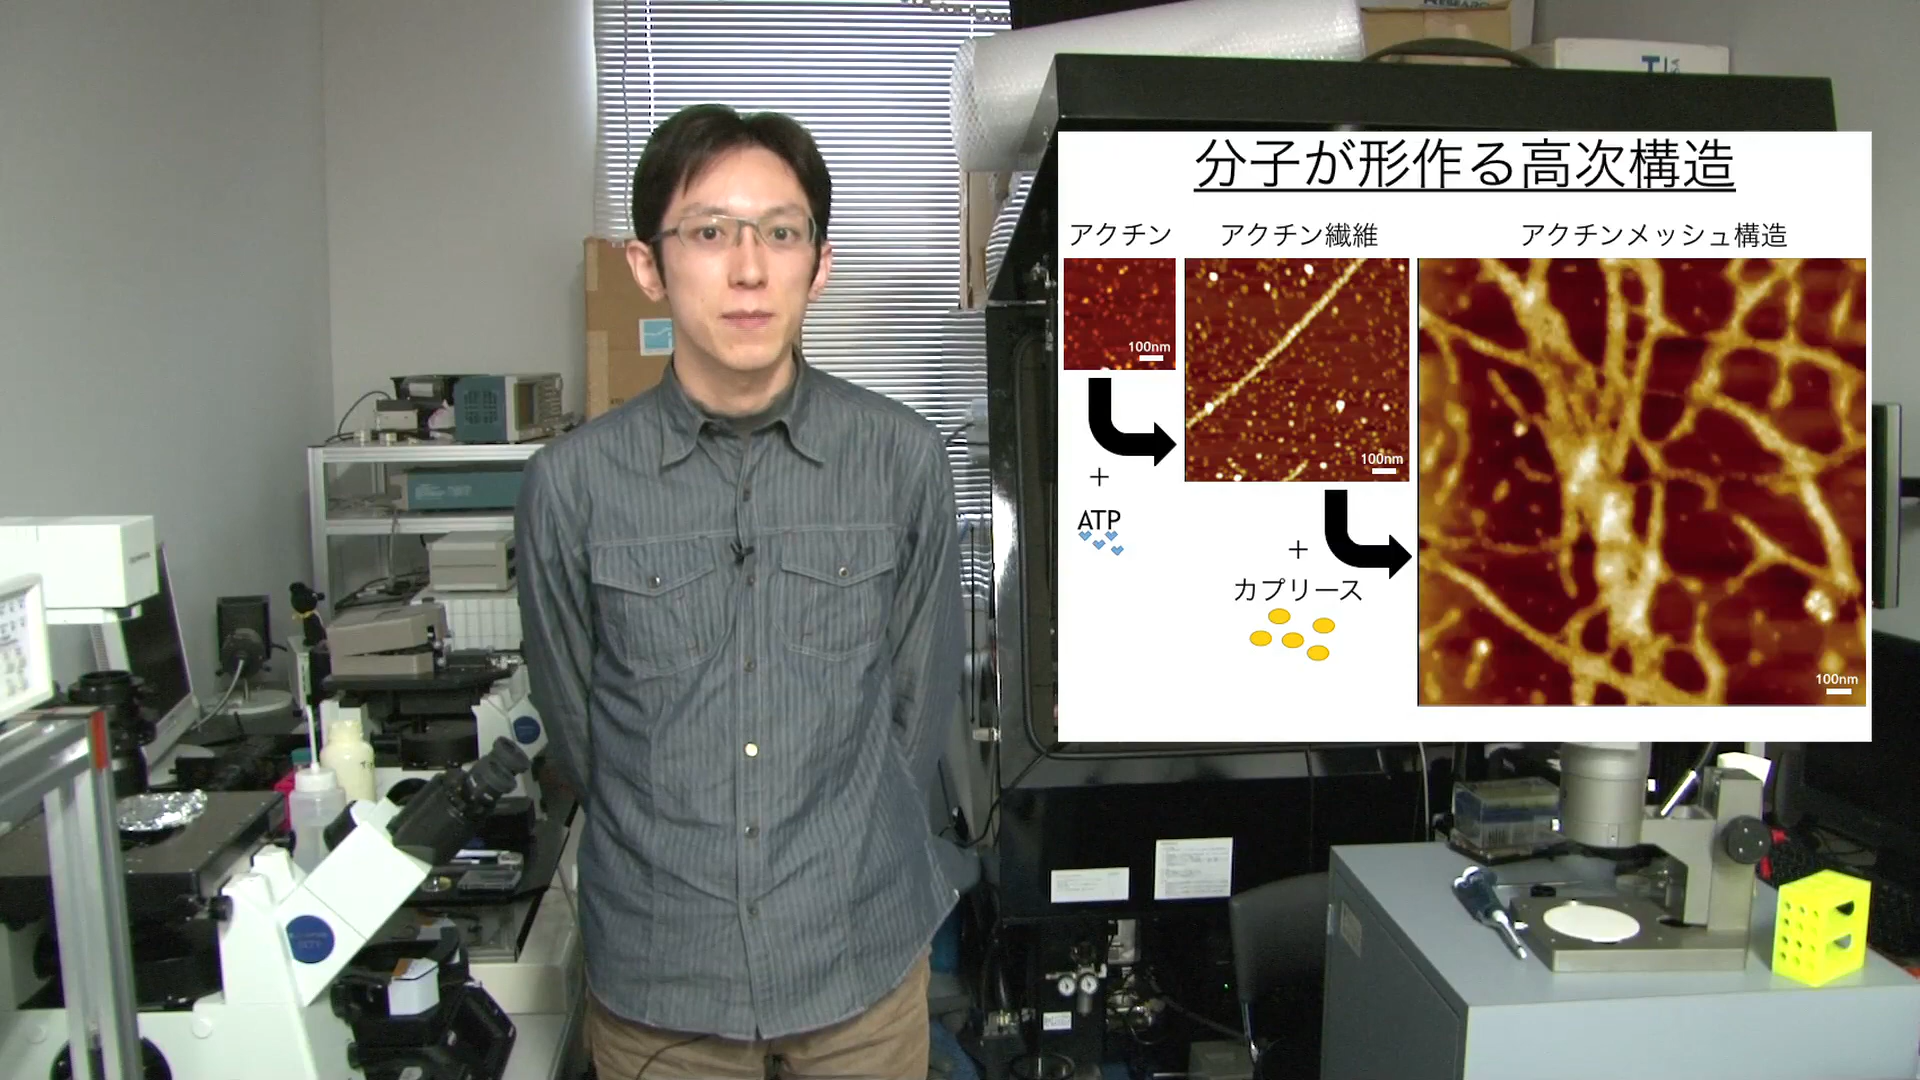 分子が形作る高次構造
アクチン
アクチン繊維
アクチンメッシュ構造
100nm
100nm
100nm
+
ATP
+
カプリース